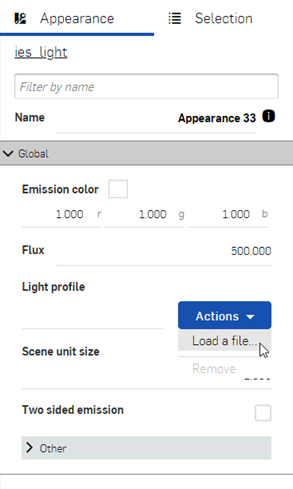 Appearance Selection
ies_light
Filter by name
Name Appearance 33 i
Global
Emission color
1.000 r 1.000 g 1.000 b
Flux 500.000
Light profile
Actions
Load a file...
Scene unit size
Remove
Two sided emission
Other